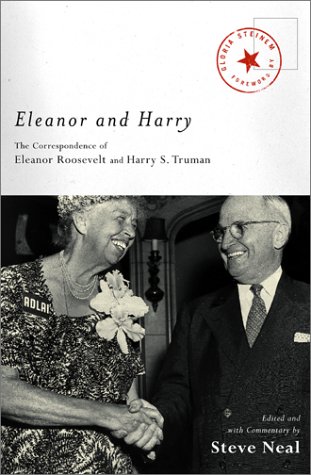 GLORIA STEINEM
FOREWORD BY
Eleanor and Harry
The Correspondence of
Eleanor Roosevelt and Harry S. Truman
ADLAI
Edited and
with Commentary by
Steve Neal